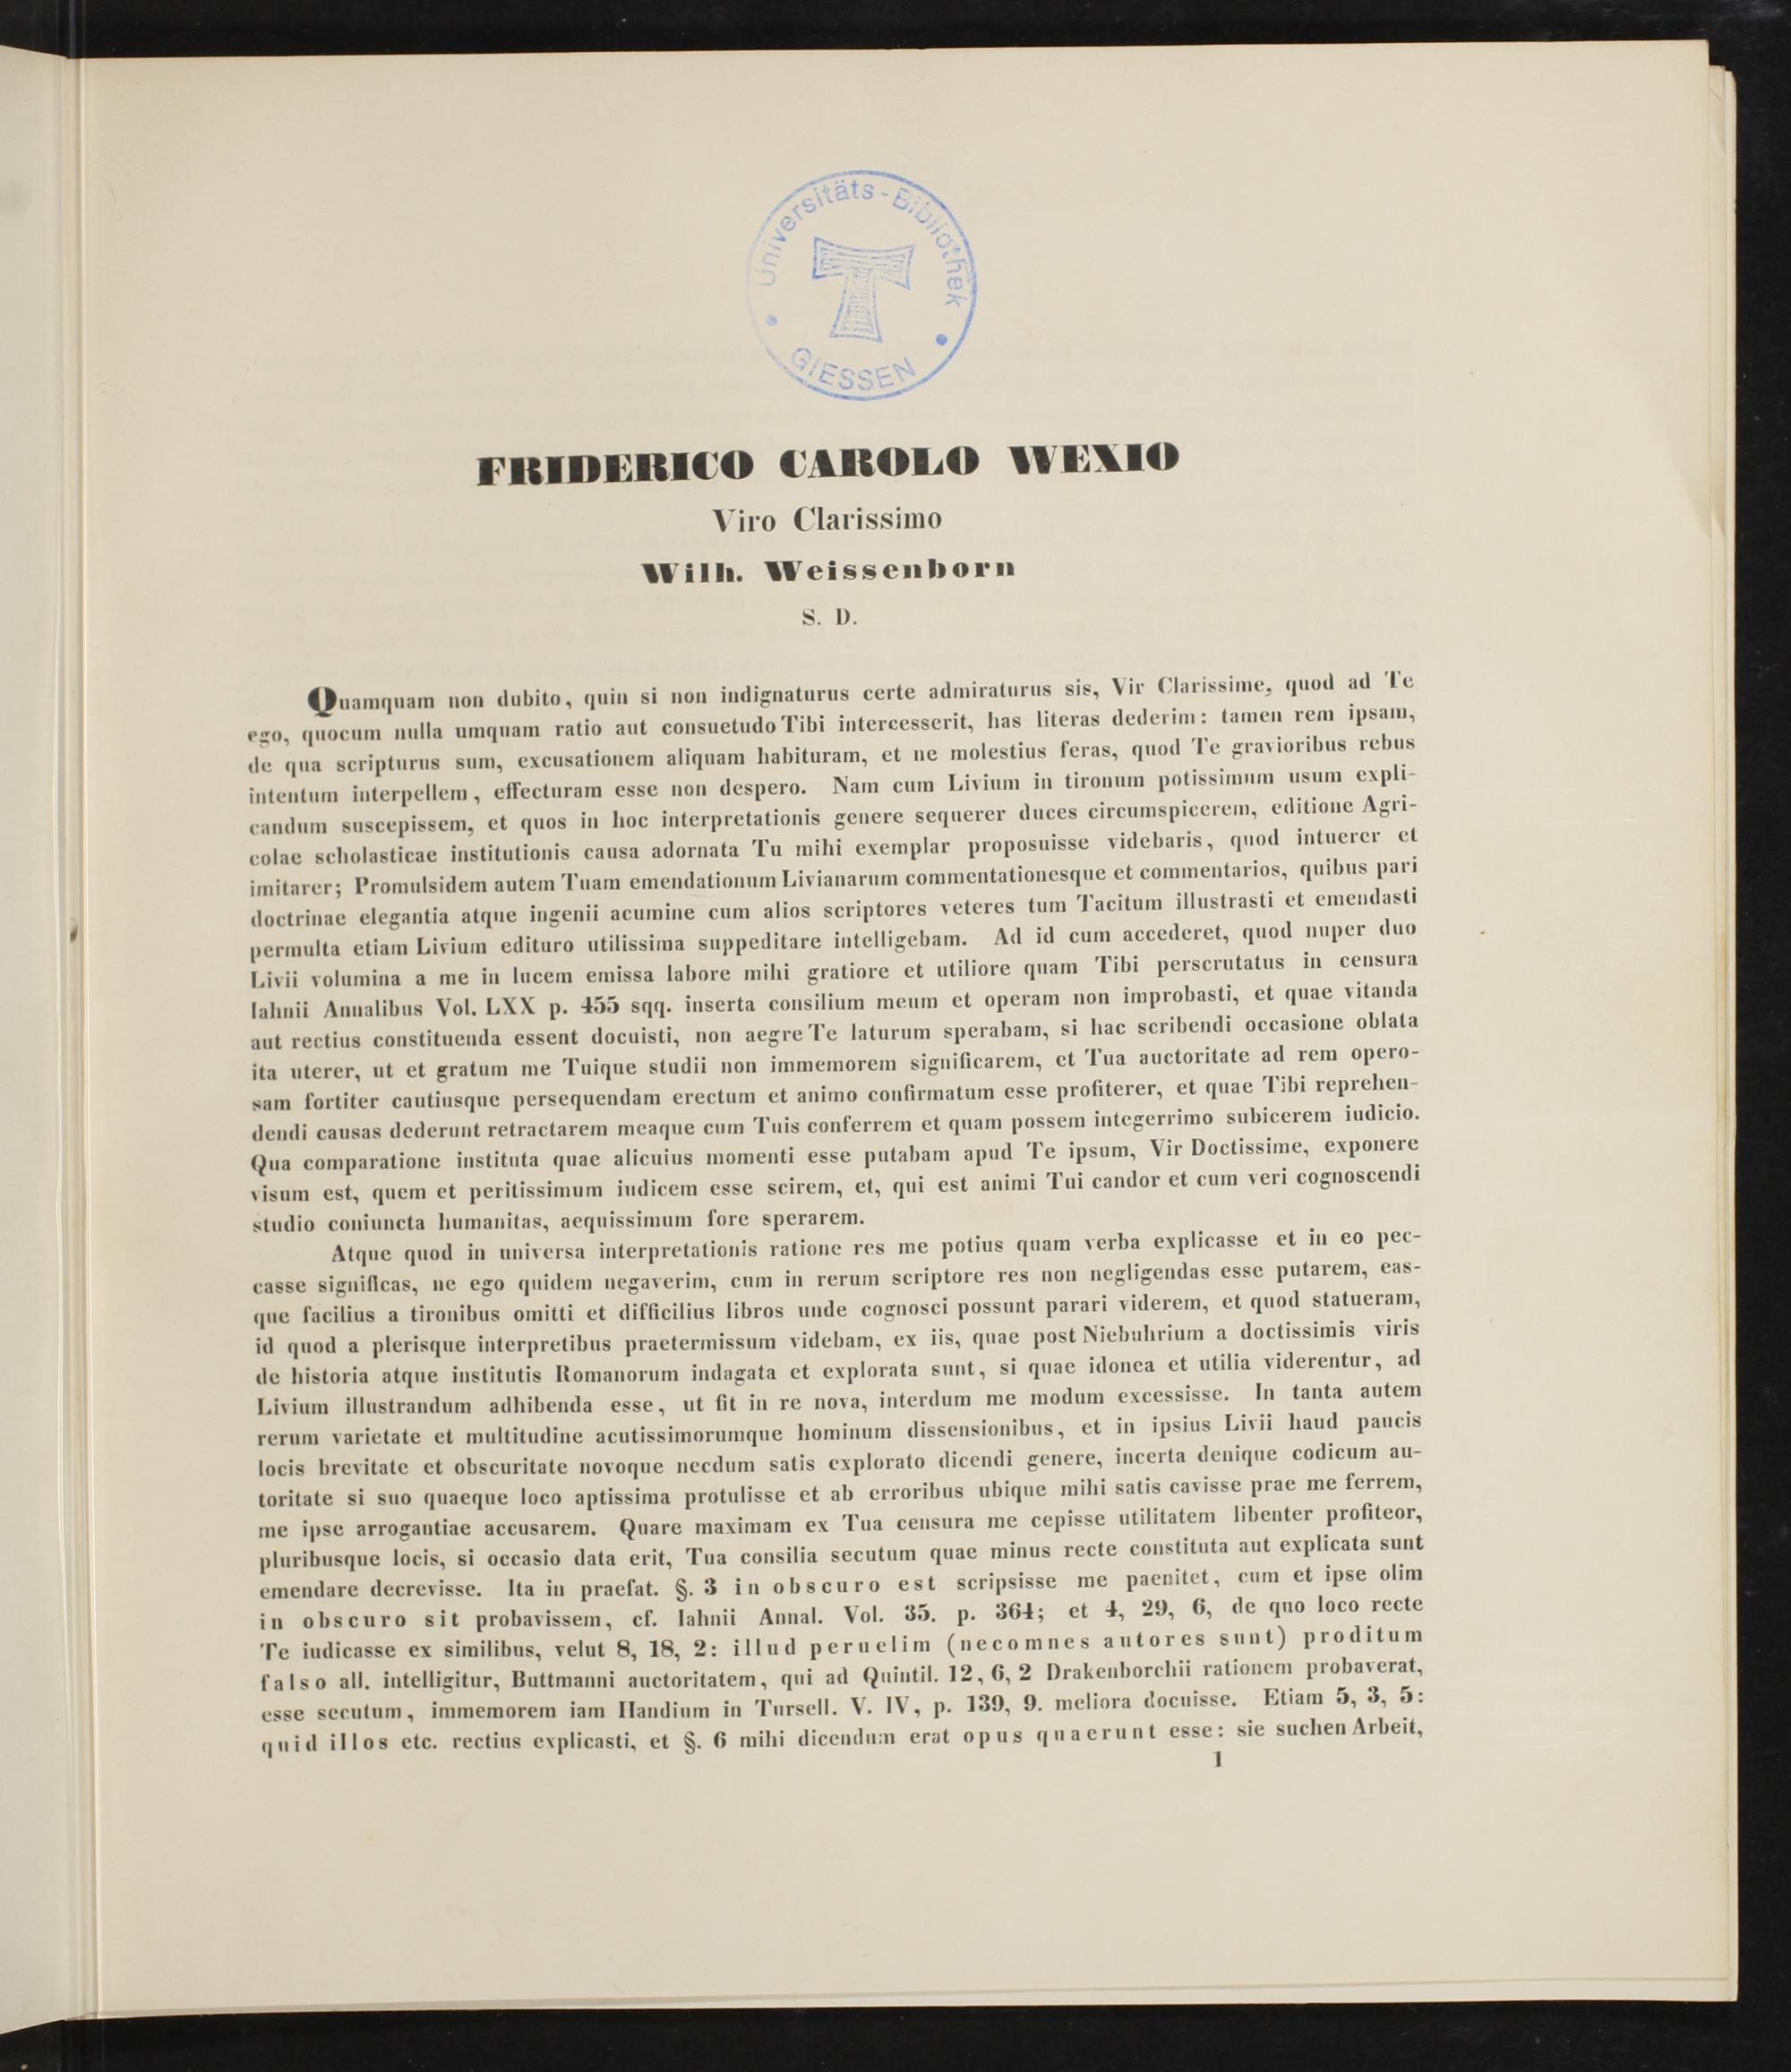 Universitäts-Bibliothek
GIESSEN
FRIDERICO CAROLO WEXIO
Viro Clarissimo
Wilh. Weissenborn
S. D.
Quamquam non dubito, quin si non indignaturus certe admiraturus sis, Vir Clarissime, quod ad Te
ego, quocum nulla umquam ratio aut consuetudo Tibi intercesserit, has literas dederim: tamen rem ipsam,
de qua scripturus sum, excusationem aliquam habituram, et ne molestius feras, quod Te gravioribus rebus
intentum interpellem, effecturam esse non despero. Nam cum Livium in tironum potissimum usum expli-
candum suscepissem, et quos in hoc interpretationis genere sequerer duces circumspicerem, editione Agri-
colae scholasticae institutionis causa adornata Tu mihi exemplar proposuisse videbaris, quod intuerer et
imitarer; Promulsidem autem Tuam emendationum Livianarum commentationesque et commentarios, quibus pari
doctrinae elegantia atque ingenii acumine cum alios scriptores veteres tum Tacitum illustrasti et emendasti
permulta etiam Livium edituro utilissima suppeditare intelligebam. Ad id cum accederet, quod nuper duo
Livii volumina a me in lucem emissa labore mihi gratiore et utiliore quam Tibi perscrutatus in censura
Iahnii Annalibus Vol. LXX p. 455 sqq. inserta consilium meum et operam non improbasti, et quae vitanda
aut rectius constituenda essent docuisti, non aegre Te laturum sperabam, si hac scribendi occasione oblata
ita uterer, ut et gratum me Tuique studii non immemorem significarem, et Tua auctoritate ad rem opero-
sam fortiter cautiusque persequendam erectum et animo confirmatum esse profiterer, et quae Tibi reprehen-
dendi causas dederunt retractarem meaque cum Tuis conferrem et quam possem integerrimo subicerem iudicio.
Qua comparatione instituta quae alicuius momenti esse putabam apud Te ipsum, Vir Doctissime, exponere
visum est, quem et peritissimum iudicem esse scirem, et, qui est animi Tui candor et cum veri cognoscendi
studio coniuncta humanitas, aequissimum fore sperarem.
Atque quod in universa interpretationis ratione res me potius quam verba explicasse et in eo pec-
casse significas, ne ego quidem negaverim, cum in rerum scriptore res non negligendas esse putarem, eas-
que facilius a tironibus omitti et difficilius libros unde cognosci possunt parari viderem, et quod statueram,
id quod a plerisque interpretibus praetermissum videbam, ex iis, quae post Niebuhrium a doctissimis viris
de historia atque institutis Romanorum indagata et explorata sunt, si quae idonea et utilia viderentur, ad
Livium illustrandum adhibenda esse, ut fit in re nova, interdum me modum excessisse. In tanta autem
rerum varietate et multitudine acutissimorumque hominum dissensionibus, et in ipsius Livii haud paucis
locis brevitate et obscuritate novoque necdum satis explorato dicendi genere, incerta denique codicum au-
toritate si suo quaeque loco aptissima protulisse et ab erroribus ubique mihi satis cavisse prae me ferrem,
me ipse arrogantiae accusarem. Quare maximam ex Tua censura me cepisse utilitatem libenter profiteor,
pluribusque locis, si occasio data erit, Tua consilia secutum quae minus recte constituta aut explicata sunt
emendare decrevisse. Ita in praefat. §. 3 in obscuro est scripsisse me paenitet, cum et ipse olim
in obscuro sit probavissem, cf. Iahnii Annal. Vol. 35. p. 364; et 4, 29, 6, de quo loco recte
Te iudicasse ex similibus, velut 8, 18, 2: illud peruelim (necomnes autores sunt) proditum
falso all. intelligitur, Buttmanni auctoritatem, qui ad Quintil. 12, 6, 2 Drakenborchii rationem probaverat,
esse secutum, immemorem iam Handium in Tursell. V. IV, p. 139, 9. meliora docuisse. Etiam 5, 3, 5:
quid illos etc. rectius explicasti, et §. 6 mihi dicendum erat opus quaerunt esse: sie suchen Arbeit,
1